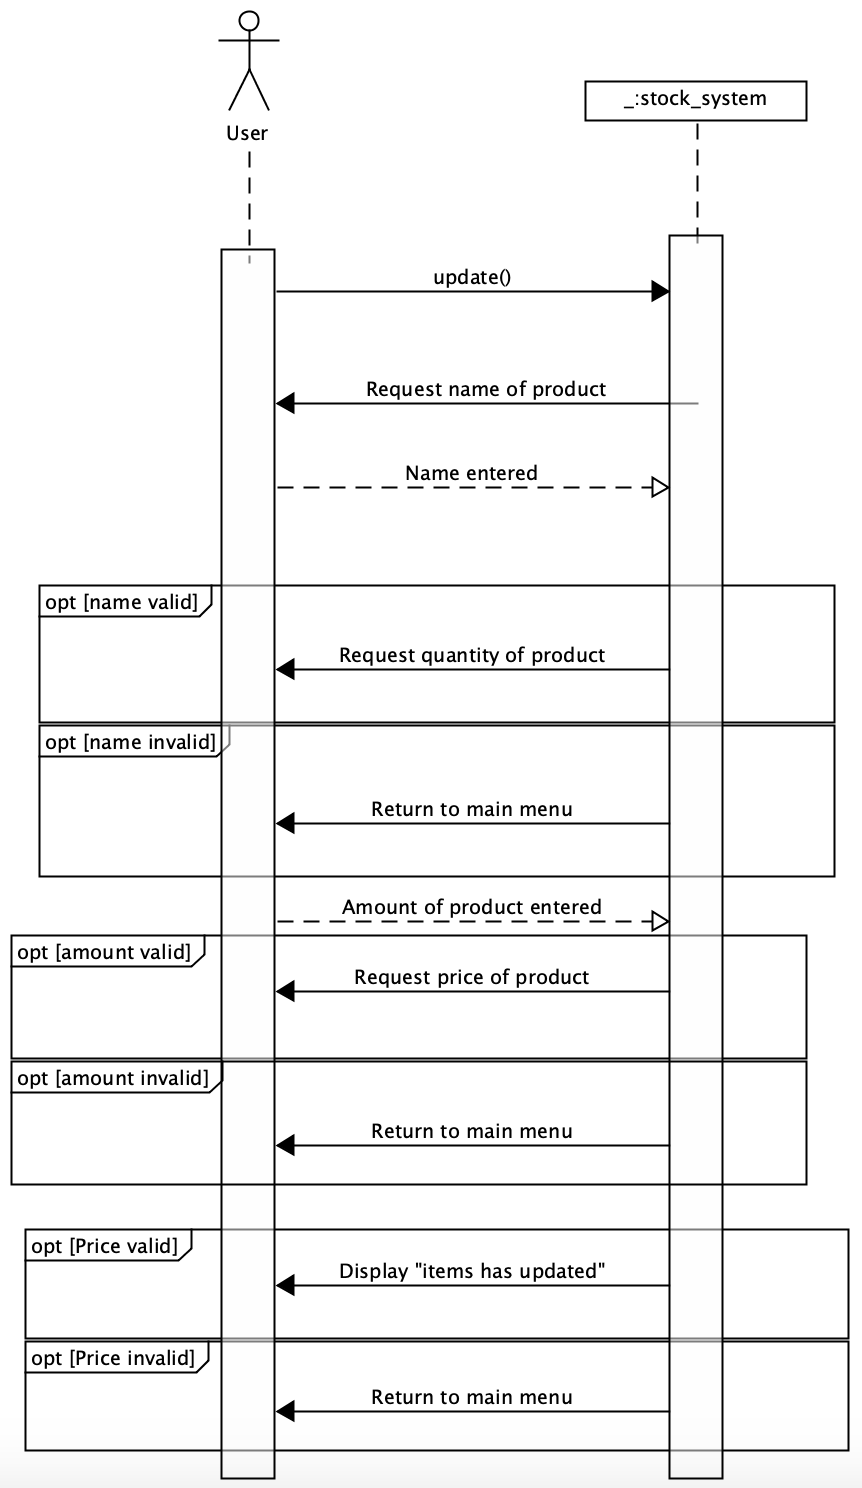 User
_:stock_system
update()
Request name of product
Name entered
opt [name valid]
Request quantity of product
opt [name invalid]
Return to main menu
Amount of product entered
opt [amount valid]
Request price of product
opt [amount invalid]
Return to main menu
opt [Price valid]
Display "items has updated"
opt [Price invalid]
Return to main menu